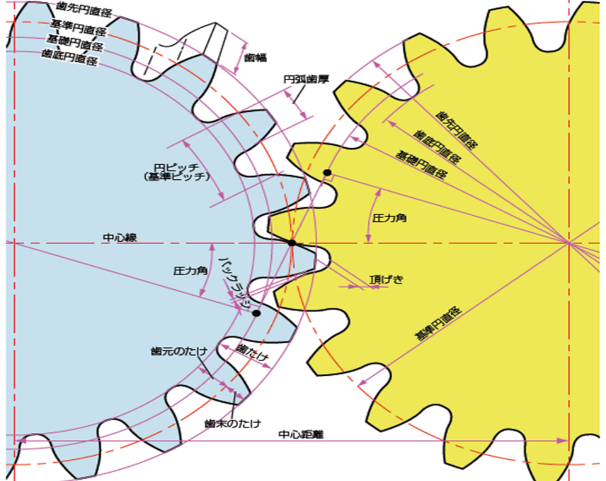 歯先円直径
基準円直径
基礎円直径
歯底円直径
歯幅
円弧歯厚
円ピッチ
(基準ピッチ)
歯先円直径
歯底円直径
基礎円直径
圧力角
中心線
圧力角
バックラッシ
頂げき
基準円直径
歯元のたけ
歯たけ
歯末のたけ
中心距離